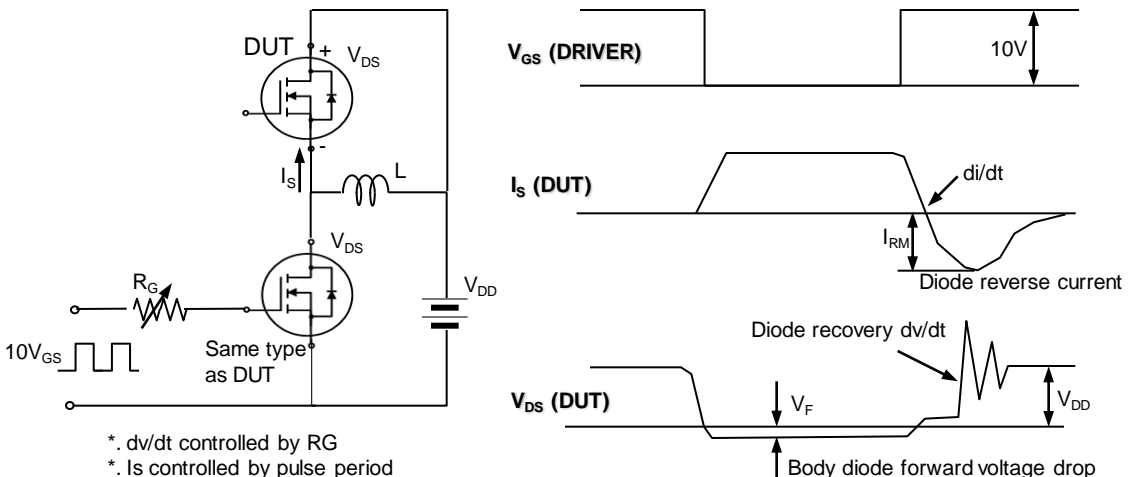 DUT
+
V_DS
-
I_S
L
V_DS
R_G
V_DD
10V_GS
Same type
as DUT
*. dv/dt controlled by RG
*. Is controlled by pulse period
V_GS (DRIVER)
10V
I_S (DUT)
di/dt
I_RM
Diode reverse current
Diode recovery dv/dt
V_DS (DUT)
V_F
V_DD
Body diode forward voltage drop